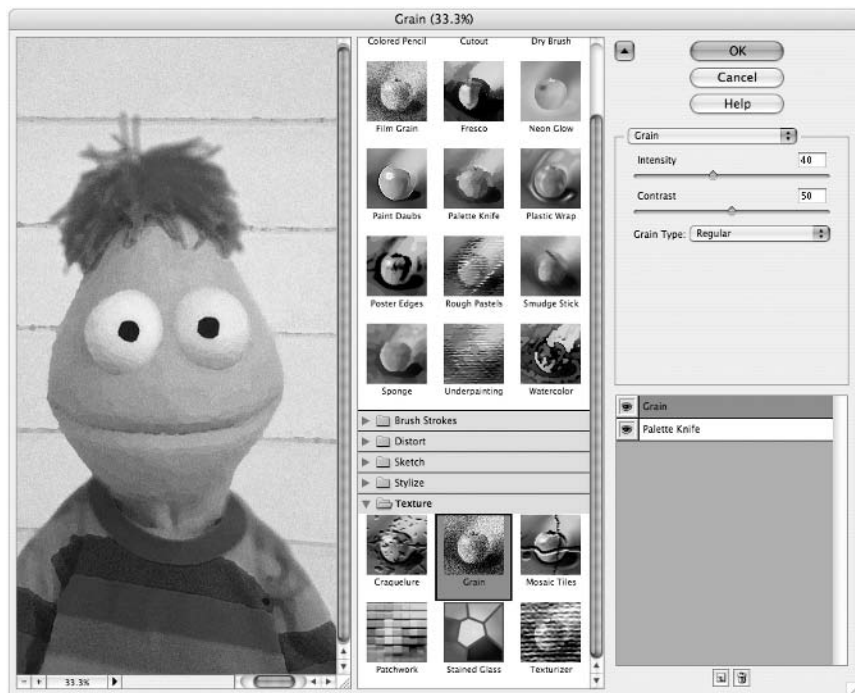 Grain (33.3%)
33.3%
Colored Pencil Cutout Dry Brush
Film Grain Fresco Neon Glow
Paint Daubs Palette Knife Plastic Wrap
Poster Edges Rough Pastels Smudge Stick
Sponge Underpainting Watercolor
Brush Strokes
Distort
Sketch
Stylize
Texture
Craquelure Grain Mosaic Tiles
Patchwork Stained Glass Texturizer
OK
Cancel
Help
Grain
Intensity 40
Contrast 50
Grain Type: Regular
Grain
Palette Knife